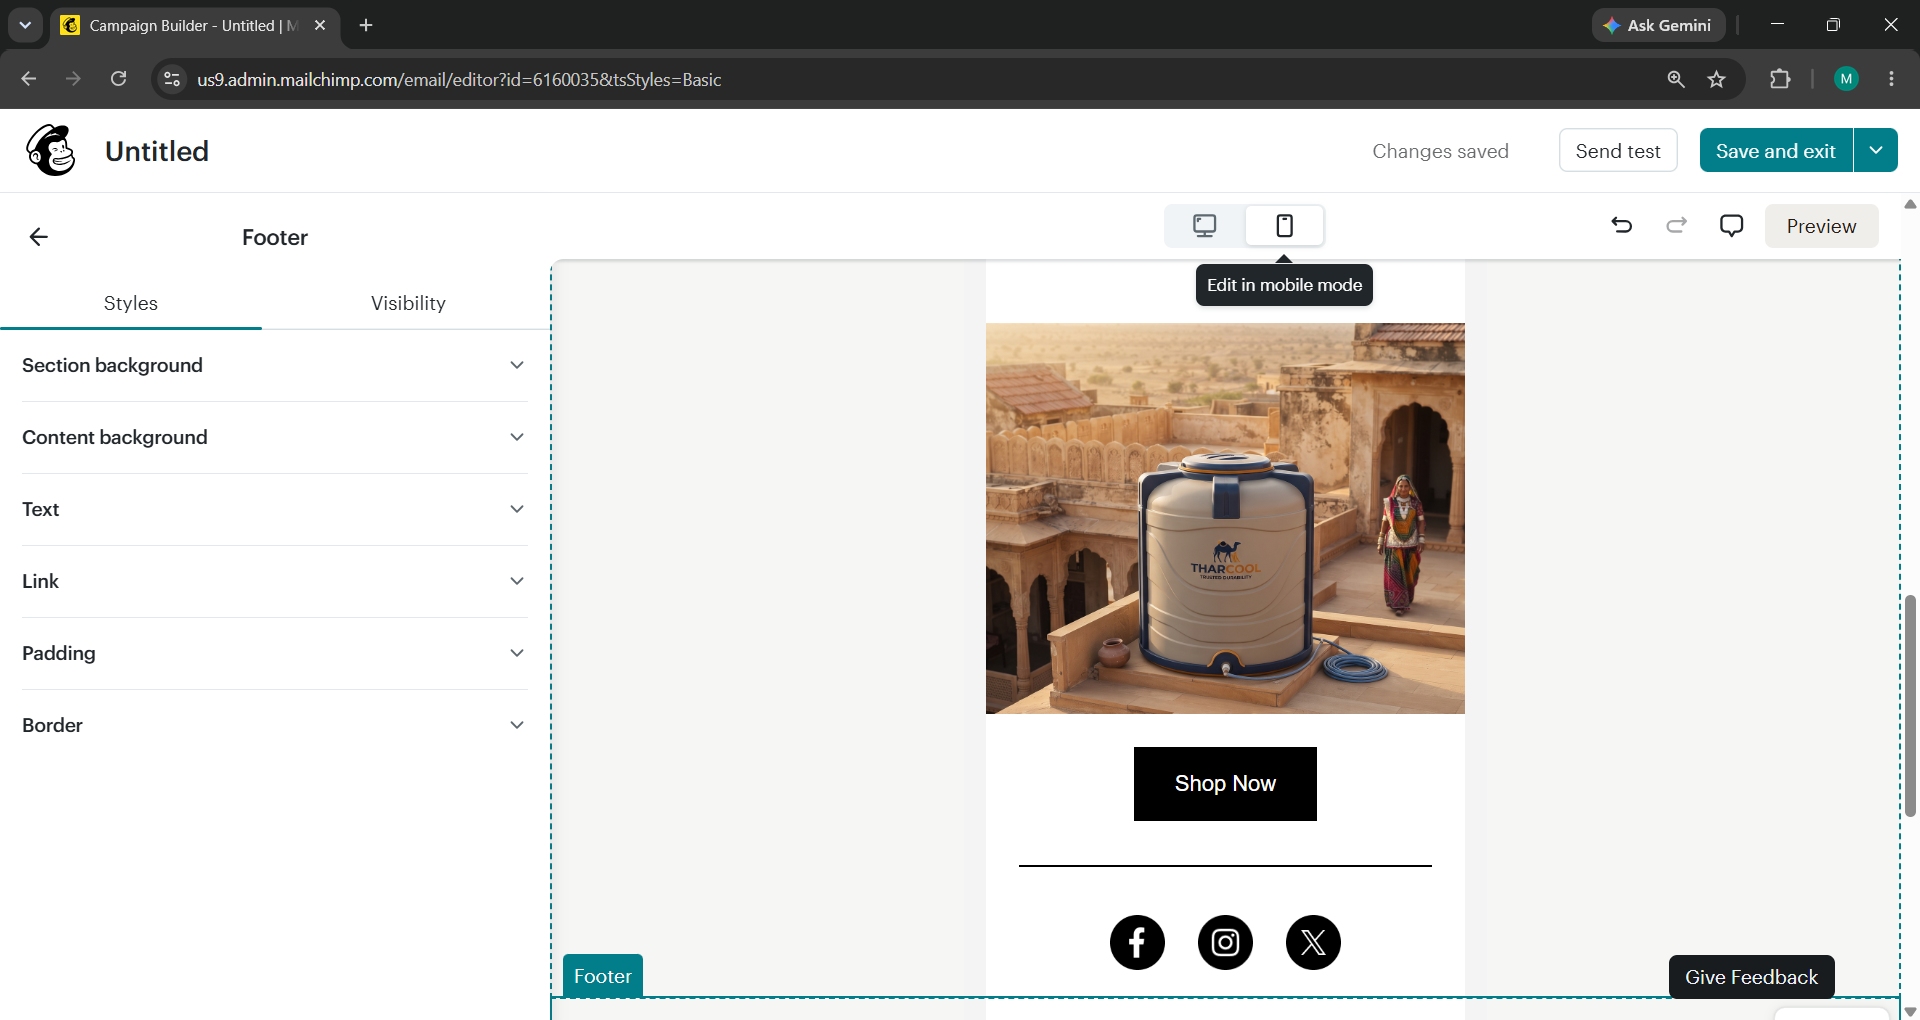 Campaign Builder - Untitled | M
Ask Gemini
us9.admin.mailchimp.com/email/editor?id=6160035&tsStyles=Basic
M
Untitled
Changes saved
Send test
Save and exit
Footer
Preview
Edit in mobile mode
Styles
Visibility
Section background
Content background
Text
Link
Padding
Border
THARCOOL
TRUSTED DURABILITY
Shop Now
Footer
Give Feedback